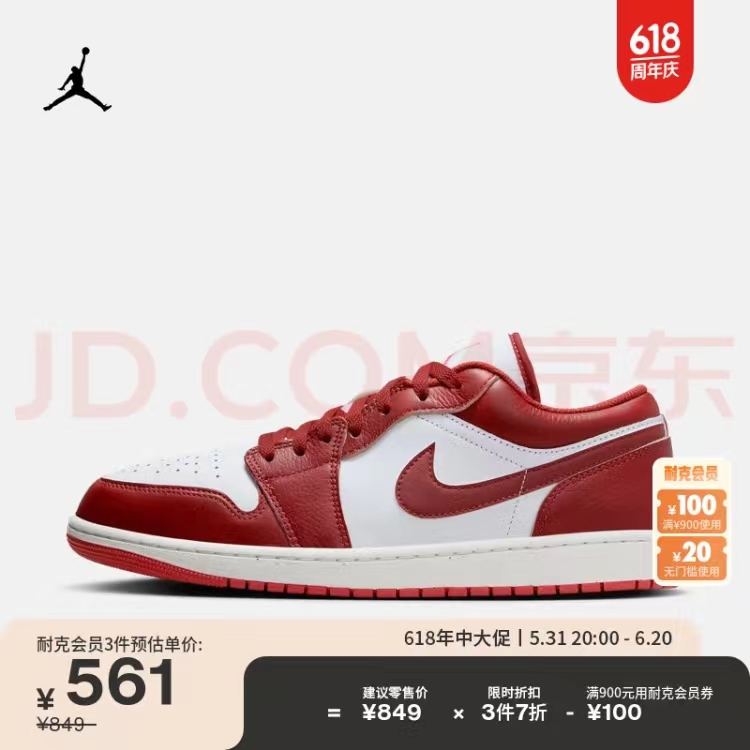 618
周年庆
JD.COM京东
耐克会员
¥100
满¥900使用
¥20
无门槛使用
耐克会员3件预估单价:
618年中大促丨5.31 20:00 - 6.20
¥561
¥849
建议零售价 限时折扣 满900元用耐克会员券
= ¥849 × 3件7折 - ¥100